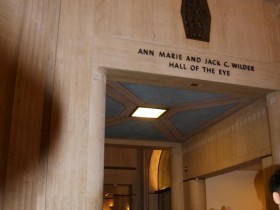 ANN MARIE AND JACK C. WILDER
HALL OF THE EYE